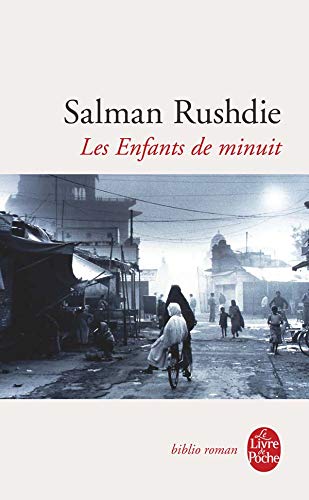 Salman Rushdie
Les Enfants de minuit
biblio roman
Le
Livre
de
Poche